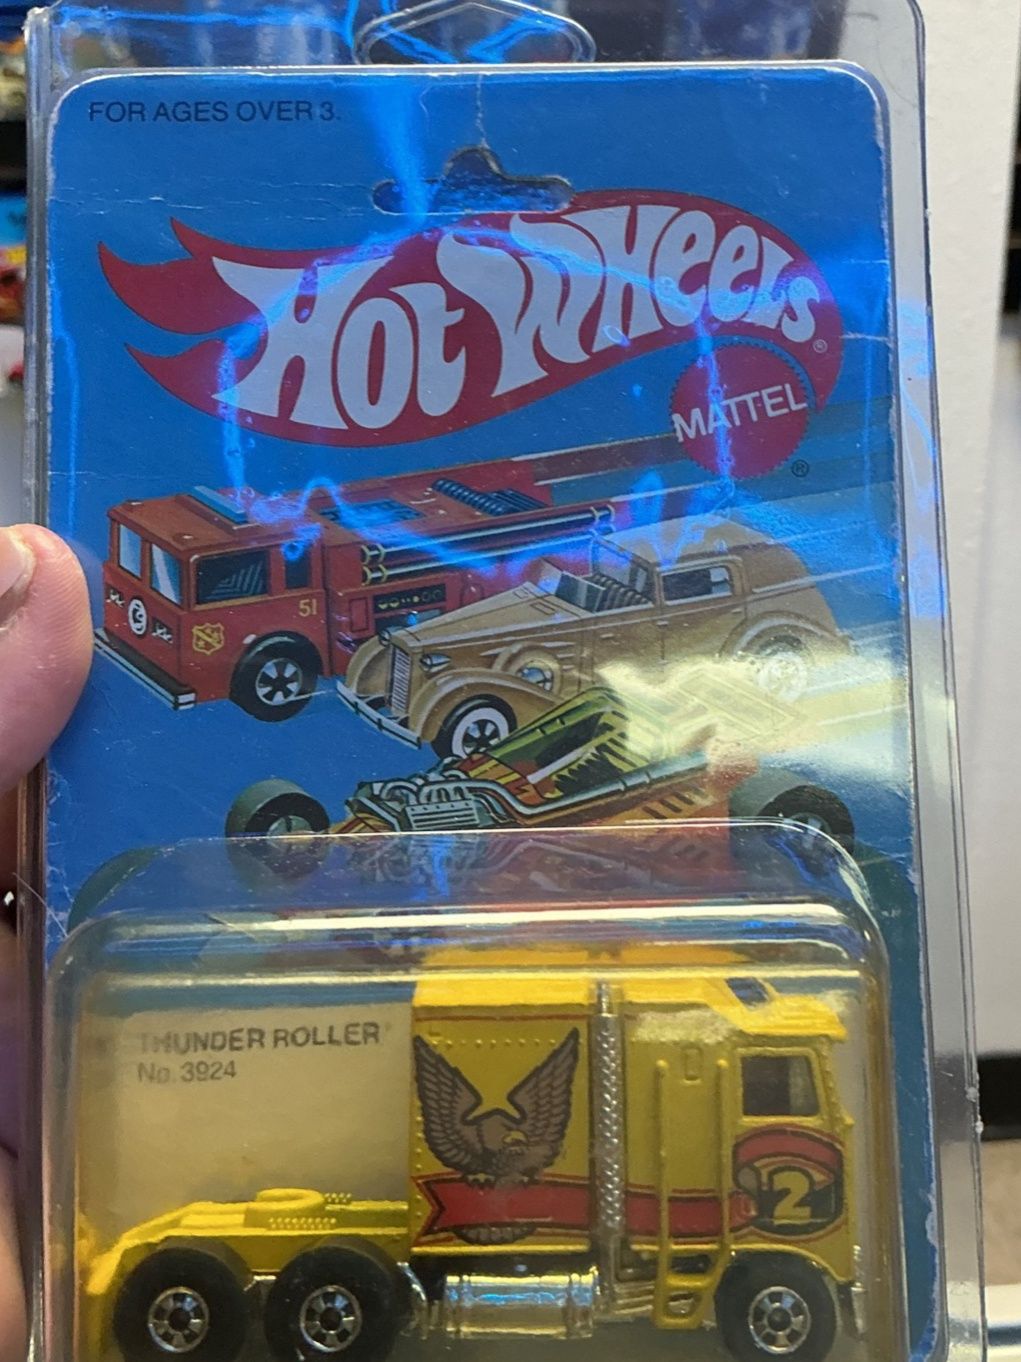 FOR AGES OVER 3.
HOT WHEELS®
MATTEL®
51
THUNDER ROLLER
No. 3924
2